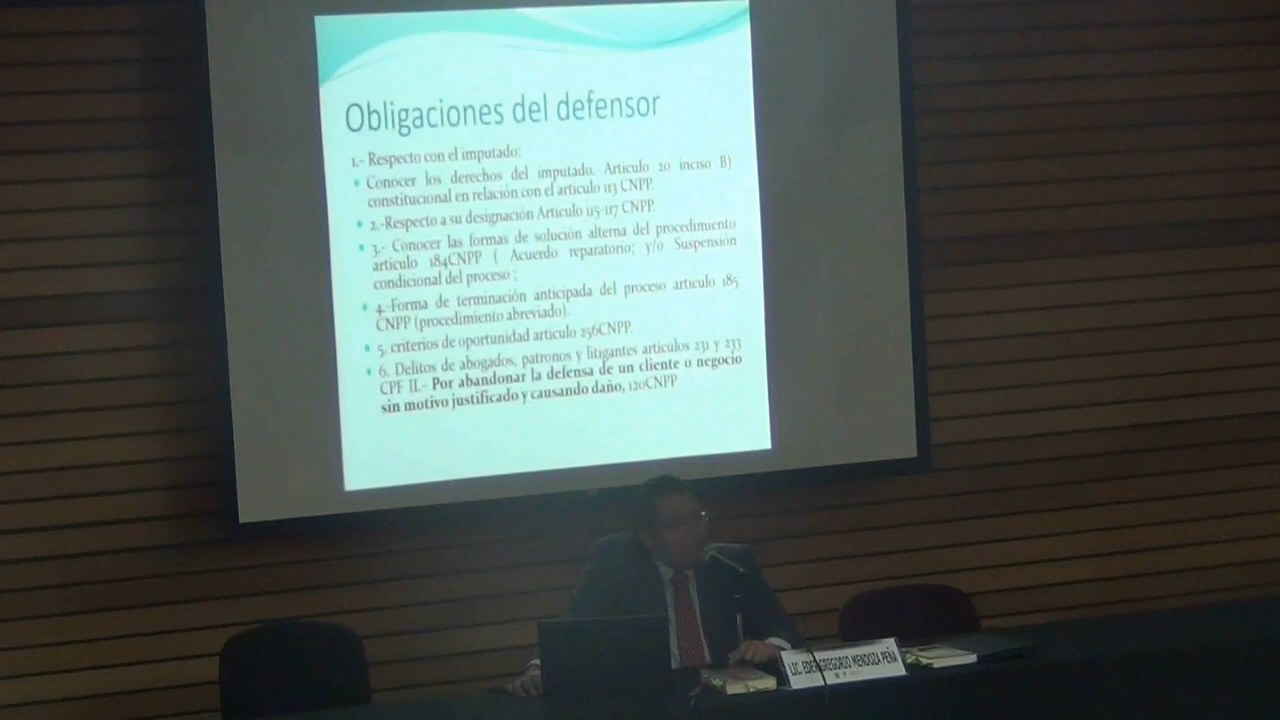 Obligaciones del defensor
1.- Respecto con el imputado:
Conocer los derechos del imputado. Articulo 20 inciso B)
constitucional en relación con el articulo 113 CNPP.
2.-Respecto a su designación Articulo 115-117 CNPP.
3.- Conocer las formas de solución alterna del procedimiento
articulo 184CNPP ( Acuerdo reparatorio; y/o Suspensión
condicional del proceso ;
4.-Forma de terminación anticipada del proceso articulo 185
CNPP (procedimiento abreviado).
5. criterios de oportunidad articulo 256CNPP.
6. Delitos de abogados, patronos y litigantes articulos 231 y 233
CPF II.- Por abandonar la defensa de un cliente o negocio
sin motivo justificado y causando daño, 120CNPP
LIC. EDER GREGORIO MENDOZA PEÑA